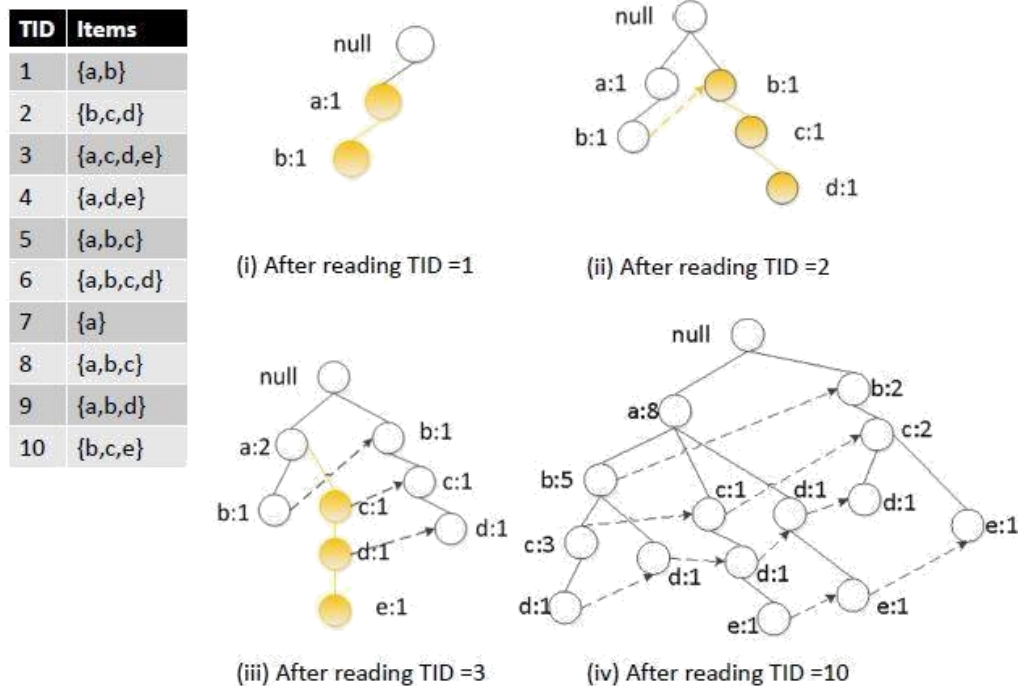 TID Items
1 {a,b}
2 {b,c,d}
3 {a,c,d,e}
4 {a,d,e}
5 {a,b,c}
6 {a,b,c,d}
7 {a}
8 {a,b,c}
9 {a,b,d}
10 {b,c,e}
null
a:1
b:1
(i) After reading TID =1
null
a:1 b:1
b:1 c:1
d:1
(ii) After reading TID =2
null
a:2 b:1
c:1
b:1 c:1
d:1 d:1
e:1
(iii) After reading TID =3
null
b:2
a:8
c:2
b:5
c:1 d:1
d:1
e:1
c:3
d:1 d:1
d:1 e:1
e:1
(iv) After reading TID =10